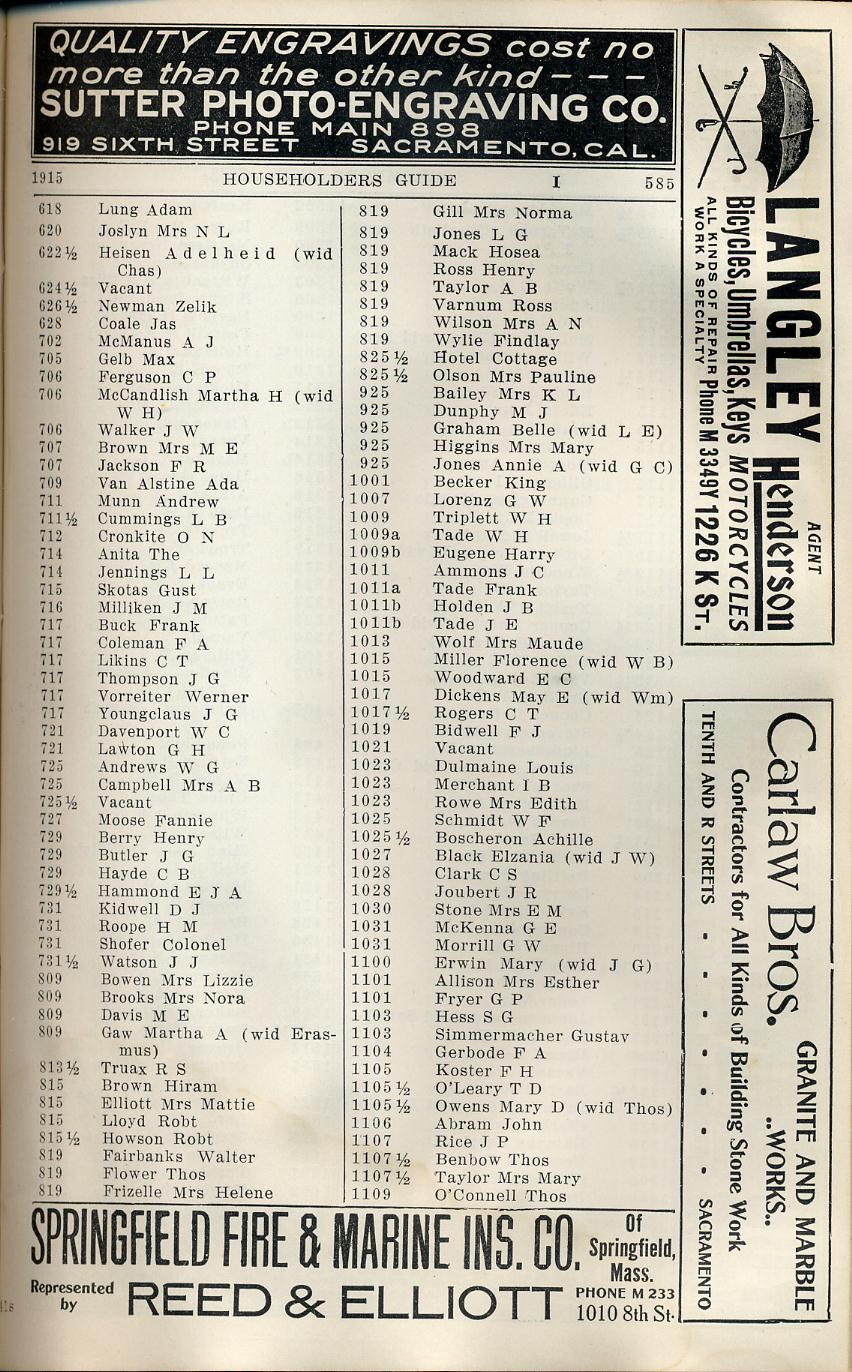 QUALITY ENGRAVINGS cost no
more than the other kind - - -
SUTTER PHOTO-ENGRAVING CO.
PHONE MAIN 898
919 SIXTH STREET SACRAMENTO, CAL.
1915 HOUSEHOLDERS GUIDE I 585
618 Lung Adam
620 Joslyn Mrs N L
622½ Heisen Adelheid (wid
Chas)
624½ Vacant
626½ Newman Zelik
628 Coale Jas
702 McManus A J
705 Gelb Max
706 Ferguson C P
706 McCandlish Martha H (wid
W H)
706 Walker J W
707 Brown Mrs M E
707 Jackson F R
709 Van Alstine Ada
711 Munn Andrew
711½ Cummings L B
712 Cronkite O N
714 Anita The
714 Jennings L L
715 Skotas Gust
716 Milliken J M
717 Buck Frank
717 Coleman F A
717 Likins C T
717 Thompson J G
717 Vorreiter Werner
717 Youngclaus J G
721 Davenport W C
721 Lawton G H
725 Andrews W G
725 Campbell Mrs A B
725½ Vacant
727 Moose Fannie
729 Berry Henry
729 Butler J G
729 Hayde C B
729½ Hammond E J A
731 Kidwell D J
731 Roope H M
731 Shofer Colonel
731½ Watson J J
809 Bowen Mrs Lizzie
809 Brooks Mrs Nora
809 Davis M E
809 Gaw Martha A (wid Eras-
mus)
813½ Truax R S
815 Brown Hiram
815 Elliott Mrs Mattie
815 Lloyd Robt
815½ Howson Robt
819 Fairbanks Walter
819 Flower Thos
819 Frizelle Mrs Helene
819 Gill Mrs Norma
819 Jones L G
819 Mack Hosea
819 Ross Henry
819 Taylor A B
819 Varnum Ross
819 Wilson Mrs A N
819 Wylie Findlay
825½ Hotel Cottage
825½ Olson Mrs Pauline
925 Bailey Mrs K L
925 Dunphy M J
925 Graham Belle (wid L E)
925 Higgins Mrs Mary
925 Jones Annie A (wid G C)
1001 Becker King
1007 Lorenz G W
1009 Triplett W H
1009a Tade W H
1009b Eugene Harry
1011 Ammons J C
1011a Tade Frank
1011b Holden J B
1011b Tade J E
1013 Wolf Mrs Maude
1015 Miller Florence (wid W B)
1015 Woodward E C
1017 Dickens May E (wid Wm)
1017½ Rogers C T
1019 Bidwell F J
1021 Vacant
1023 Dulmaine Louis
1023 Merchant I B
1023 Rowe Mrs Edith
1025 Schmidt W F
1025½ Boscheron Achille
1027 Black Elzania (wid J W)
1028 Clark C S
1028 Joubert J R
1030 Stone Mrs E M
1031 McKenna G E
1031 Morrill G W
1100 Erwin Mary (wid J G)
1101 Allison Mrs Esther
1101 Fryer G P
1103 Hess S G
1103 Simmermacher Gustav
1104 Gerbode F A
1105 Koster F H
1105½ O'Leary T D
1105½ Owens Mary D (wid Thos)
1106 Abram John
1107 Rice J P
1107½ Benbow Thos
1107½ Taylor Mrs Mary
1109 O'Connell Thos
LANGLEY AGENT Henderson
Bicycles, Umbrellas, Keys MOTORCYCLES
ALL KINDS OF REPAIR
WORK A SPECIALTY
Phone M 3349Y 1226 K ST.
Carlaw Bros. GRANITE AND MARBLE
..WORKS..
Contractors for All Kinds of Building Stone Work
TENTH AND R STREETS . . . . . . SACRAMENTO
SPRINGFIELD FIRE & MARINE INS. CO. Of
Springfield,
Mass.
Represented
by REED & ELLIOTT PHONE M 233
1010 8th St.